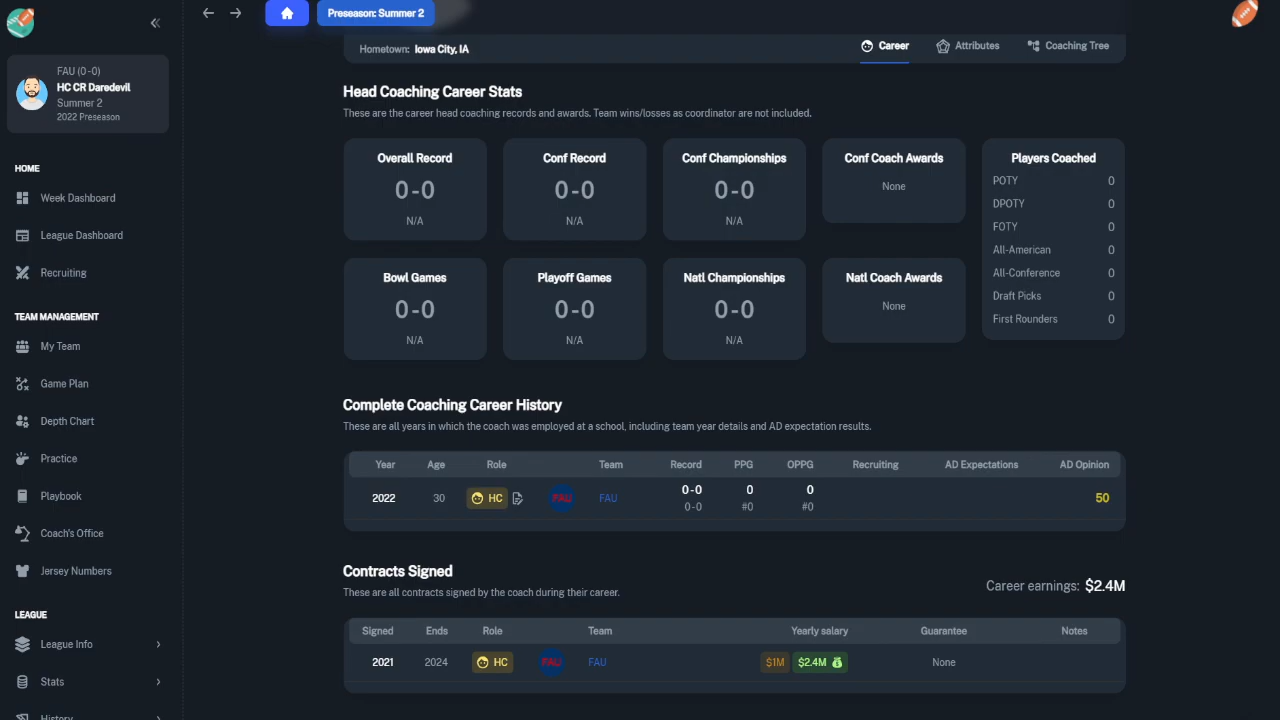 Preseason: Summer 2
FAU (0-0)
HC CR Daredevil
Summer 2
2022 Preseason
HOME
Week Dashboard
League Dashboard
Recruiting
TEAM MANAGEMENT
My Team
Game Plan
Depth Chart
Practice
Playbook
Coach's Office
Jersey Numbers
LEAGUE
League Info
Stats
History
Hometown: Iowa City, IA
Career
Attributes
Coaching Tree
Head Coaching Career Stats
These are the career head coaching records and awards. Team wins/losses as coordinator are not included.
Overall Record
0-0
N/A
Conf Record
0-0
N/A
Conf Championships
0-0
N/A
Conf Coach Awards
None
Players Coached
POTY 0
DPOTY 0
FOTY 0
All-American 0
All-Conference 0
Draft Picks 0
First Rounders 0
Bowl Games
0-0
N/A
Playoff Games
0-0
N/A
Natl Championships
0-0
N/A
Natl Coach Awards
None
Complete Coaching Career History
These are all years in which the coach was employed at a school, including team year details and AD expectation results.
Year Age Role Team Record PPG OPPG Recruiting AD Expectations AD Opinion
2022 30 HC FAU FAU 0-0 0 0 50
0-0 #0 #0
Contracts Signed
These are all contracts signed by the coach during their career.
Career earnings: $2.4M
Signed Ends Role Team Yearly salary Guarantee Notes
2021 2024 HC FAU FAU $1M $2.4M None